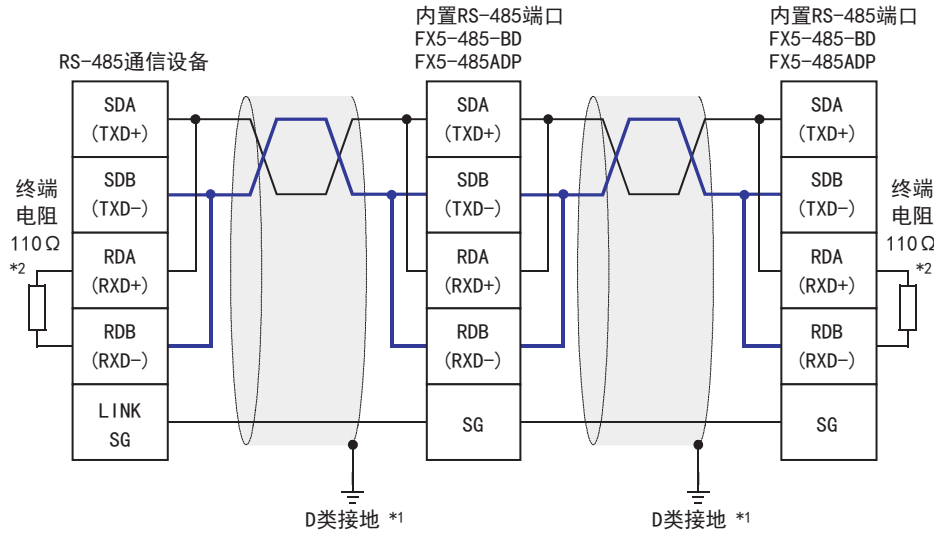 RS-485通信设备
内置RS-485端口
FX5-485-BD
FX5-485ADP
内置RS-485端口
FX5-485-BD
FX5-485ADP
终端
电阻
110Ω
*2
SDA
(TXD+)
SDB
(TXD-)
RDA
(RXD+)
RDB
(RXD-)
LINK
SG
SDA
(TXD+)
SDB
(TXD-)
RDA
(RXD+)
RDB
(RXD-)
SG
SDA
(TXD+)
SDB
(TXD-)
RDA
(RXD+)
RDB
(RXD-)
SG
终端
电阻
110Ω
*2
D类接地 *1
D类接地 *1